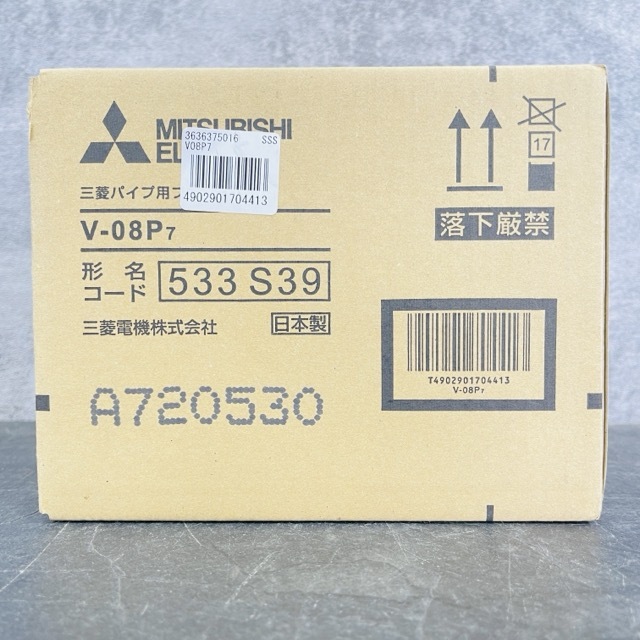 MITSUBISHI
EL
3636375016 SSS
V08P7
4902901704413
三菱パイプ用フ
V-08P7
形名コード 533 S39
三菱電機株式会社 日本製
A720530
17
落下厳禁
T4902901704413
V-08P7